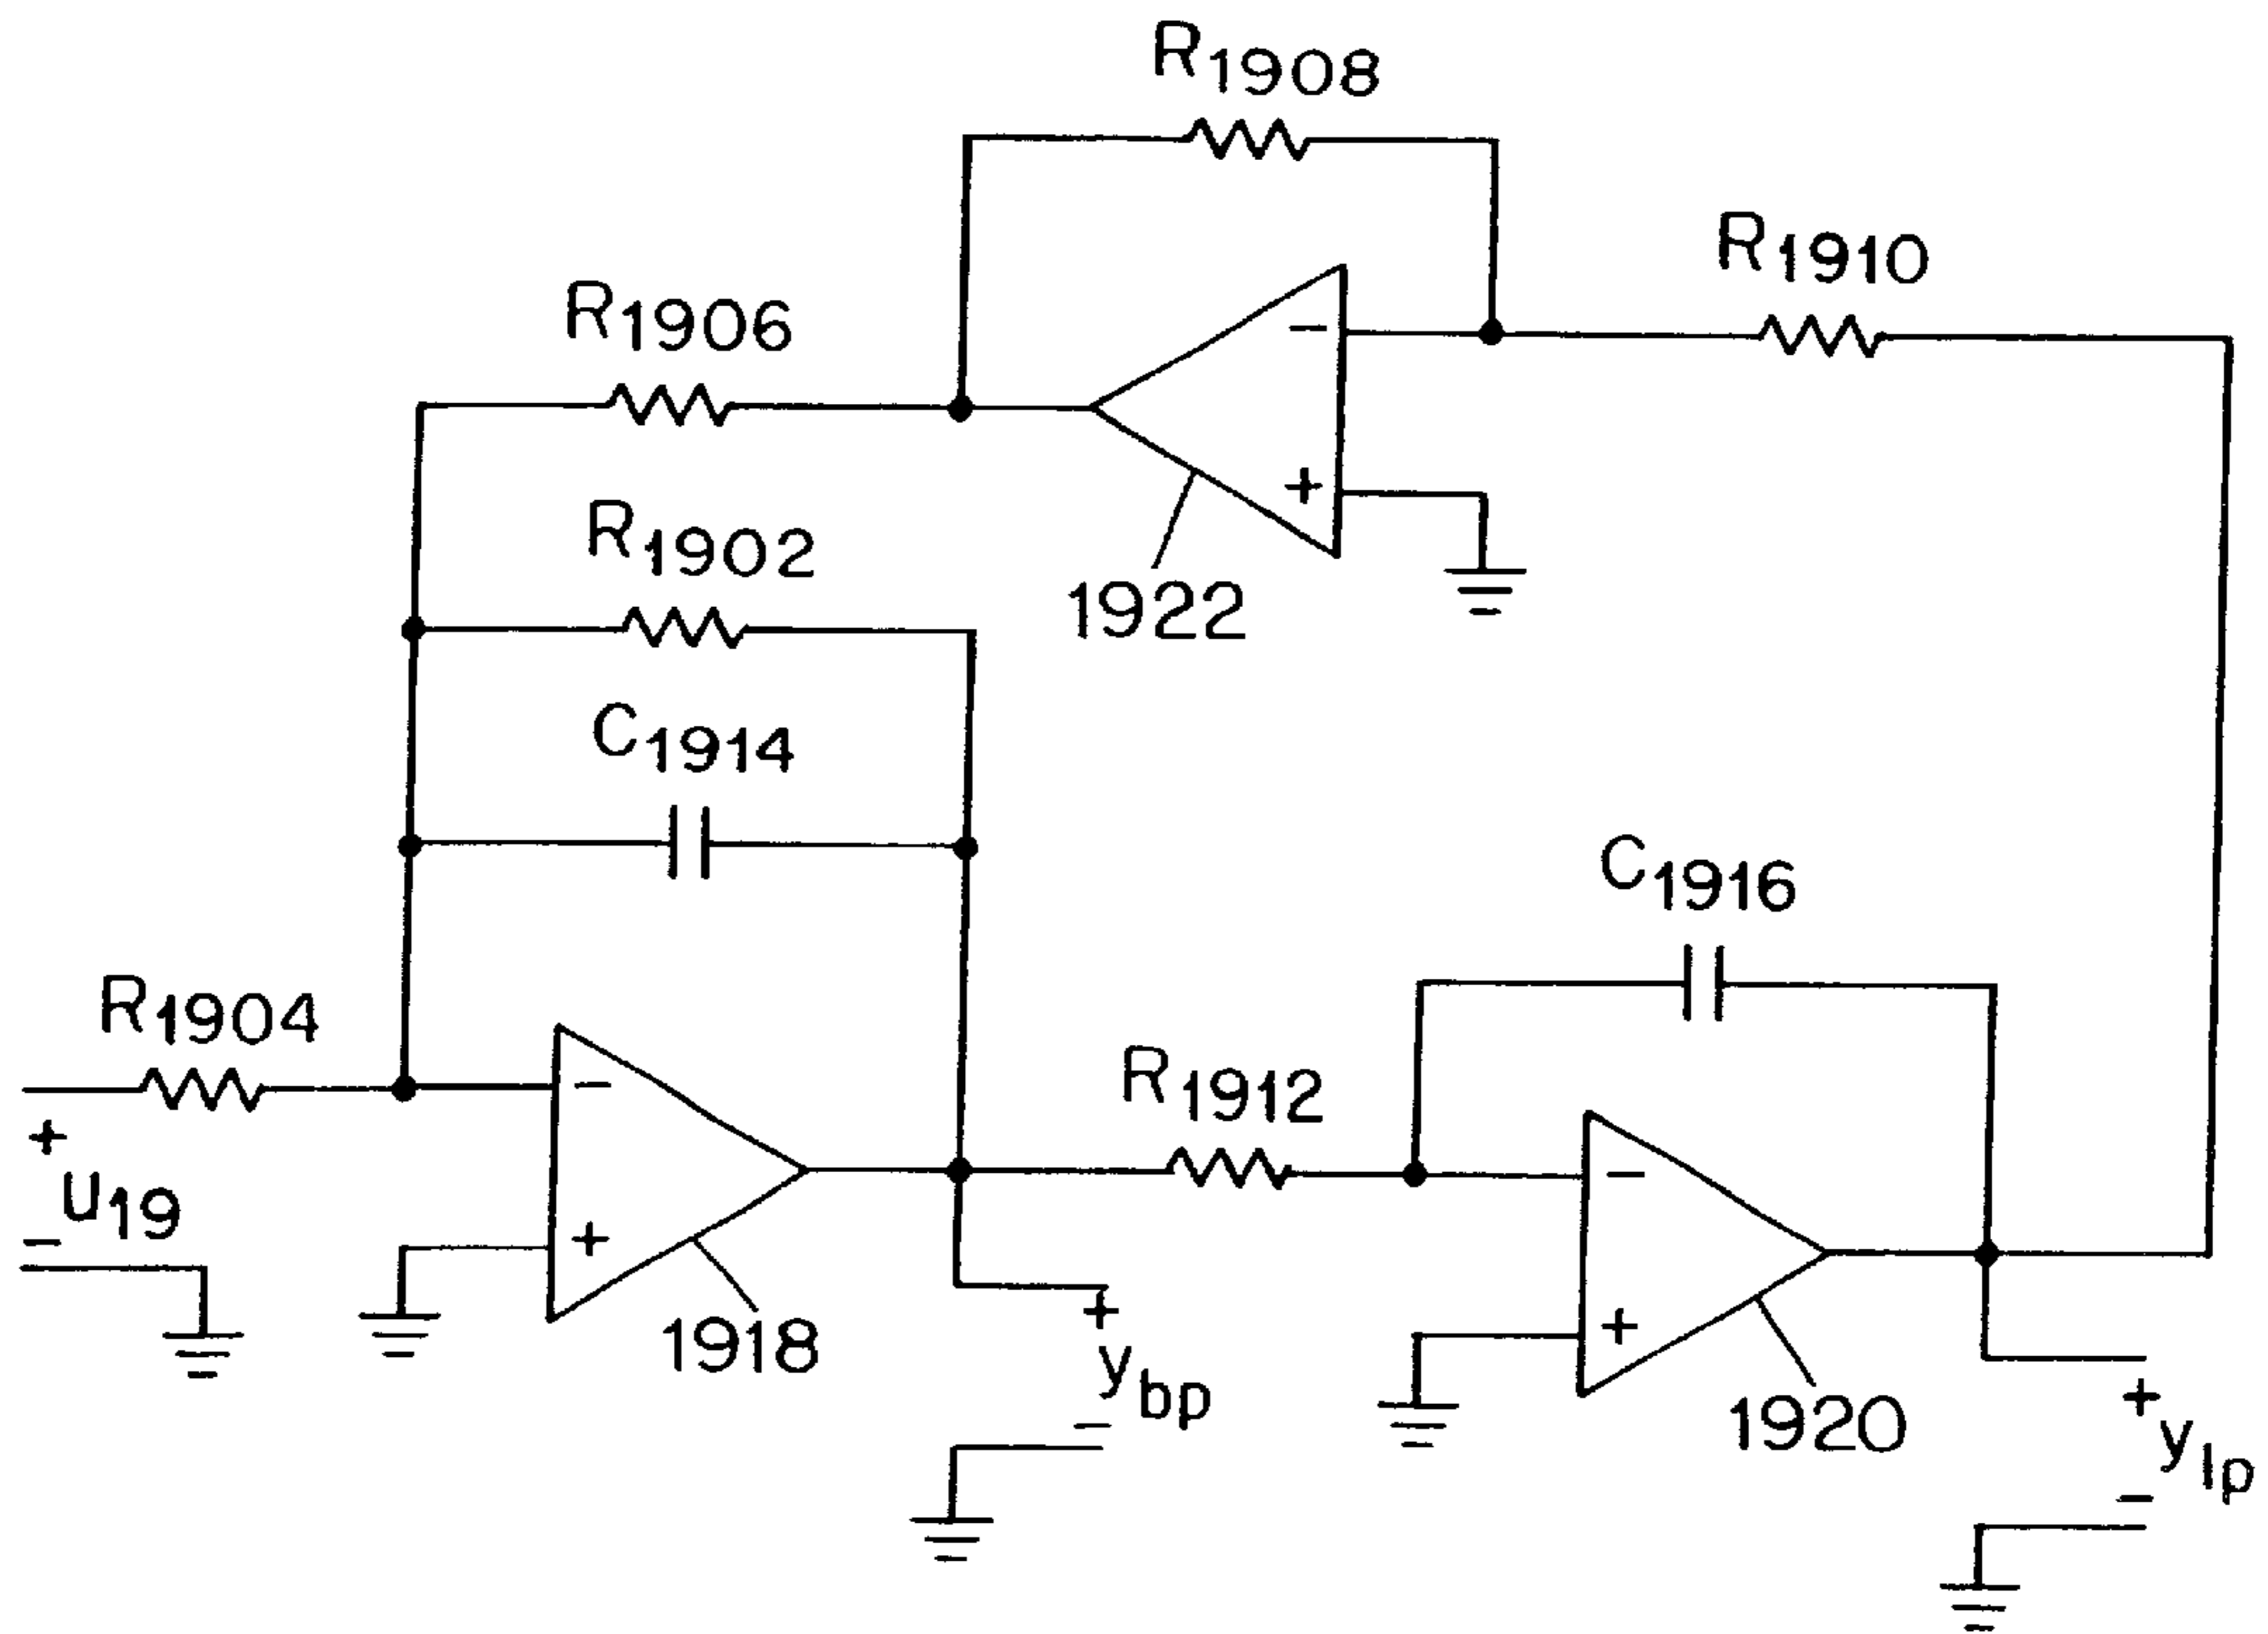 R1908
R1910
R1906
−
+
R1902
1922
C1914
C1916
R1904
−
R1912
+
−
u19
+
−
1918
+
+
ybp
−
1920
+
ylp
−